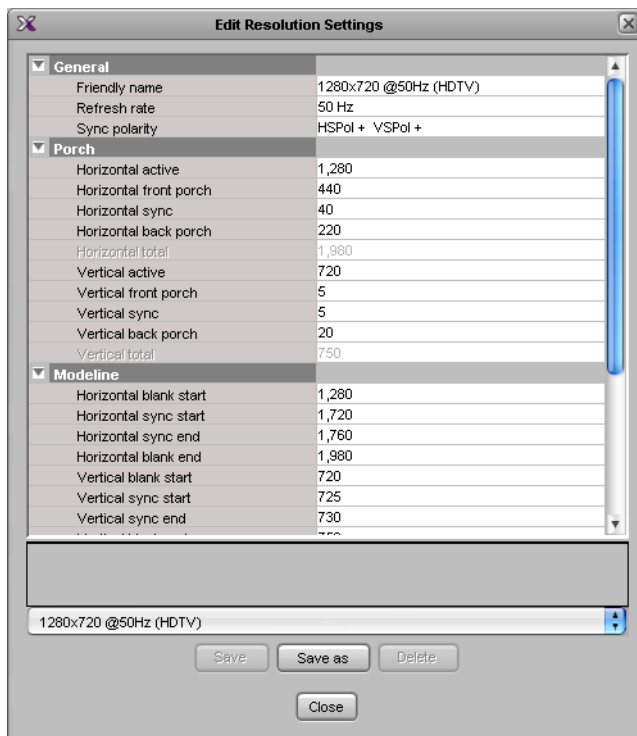 Edit Resolution Settings
General
Friendly name 1280x720 @50Hz (HDTV)
Refresh rate 50 Hz
Sync polarity HSPol + VSPol +
Porch
Horizontal active 1,280
Horizontal front porch 440
Horizontal sync 40
Horizontal back porch 220
Horizontal total 1,980
Vertical active 720
Vertical front porch 5
Vertical sync 5
Vertical back porch 20
Vertical total 750
Modeline
Horizontal blank start 1,280
Horizontal sync start 1,720
Horizontal sync end 1,760
Horizontal blank end 1,980
Vertical blank start 720
Vertical sync start 725
Vertical sync end 730
1280x720 @50Hz (HDTV)
Save Save as Delete
Close